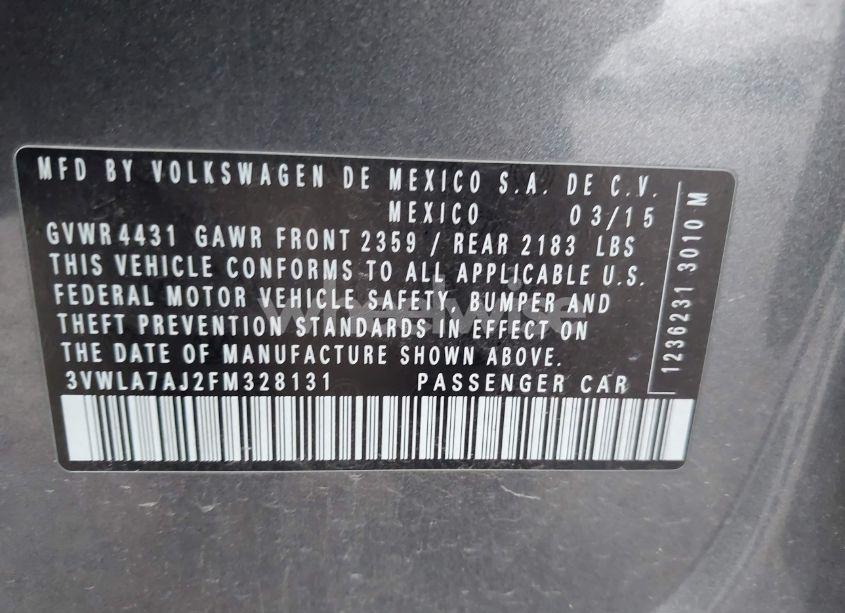 MFD BY VOLKSWAGEN DE MEXICO S.A. DE C.V.
MEXICO 03/15
GVWR 4431 GAWR FRONT 2359 / REAR 2183 LBS
THIS VEHICLE CONFORMS TO ALL APPLICABLE U.S.
FEDERAL MOTOR VEHICLE SAFETY, BUMPER AND
THEFT PREVENTION STANDARDS IN EFFECT ON
THE DATE OF MANUFACTURE SHOWN ABOVE.
3VWLA7AJ2FM328131 PASSENGER CAR
1236231 3010 M
wheelwise